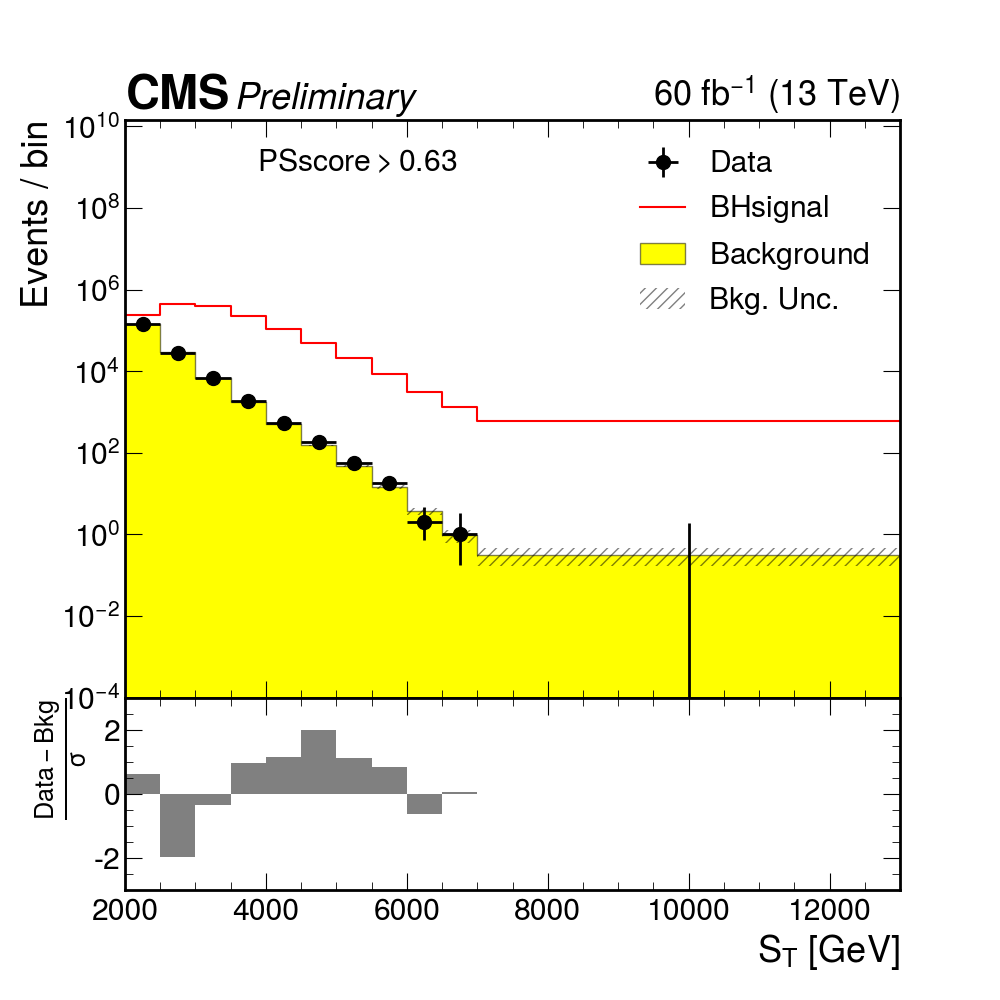 CMS Preliminary
60 fb⁻¹ (13 TeV)
Events / bin
10¹⁰
10⁸
10⁶
10⁴
10²
10⁰
10⁻²
10⁻⁴
PSscore > 0.63
Data
BHsignal
Background
Bkg. Unc.
Data − Bkg
σ
2
0
-2
2000 4000 6000 8000 10000 12000
S_T [GeV]